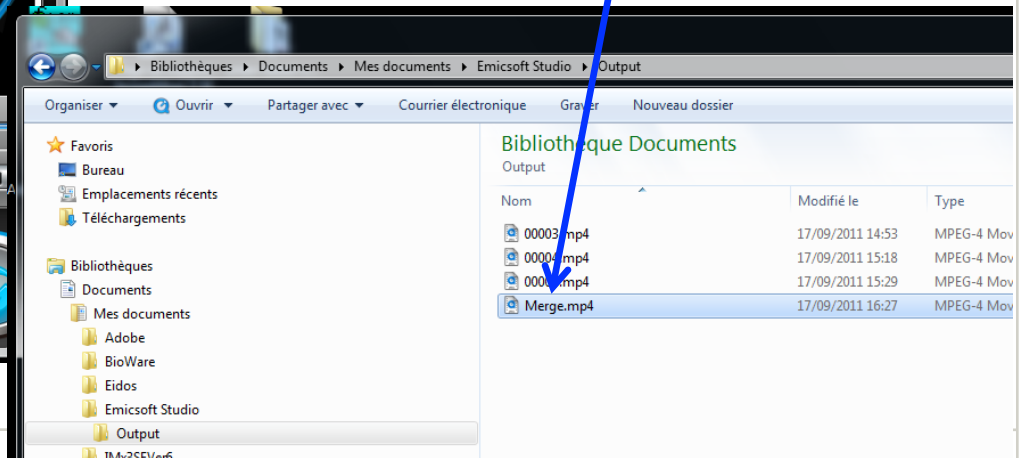 Bibliothèques Documents Mes documents Emicsoft Studio Output
Organiser Ouvrir Partager avec Courrier électronique Graver Nouveau dossier
Favoris
Bureau
Emplacements récents
Téléchargements
Bibliothèques
Documents
Mes documents
Adobe
BioWare
Eidos
Emicsoft Studio
Output
Bibliothèque Documents
Output
Nom Modifié le Type
00003.mp4 17/09/2011 14:53 MPEG-4 Mov
00004.mp4 17/09/2011 15:18 MPEG-4 Mov
17/09/2011 15:29 MPEG-4 Mov
Merge.mp4 17/09/2011 16:27 MPEG-4 Mov